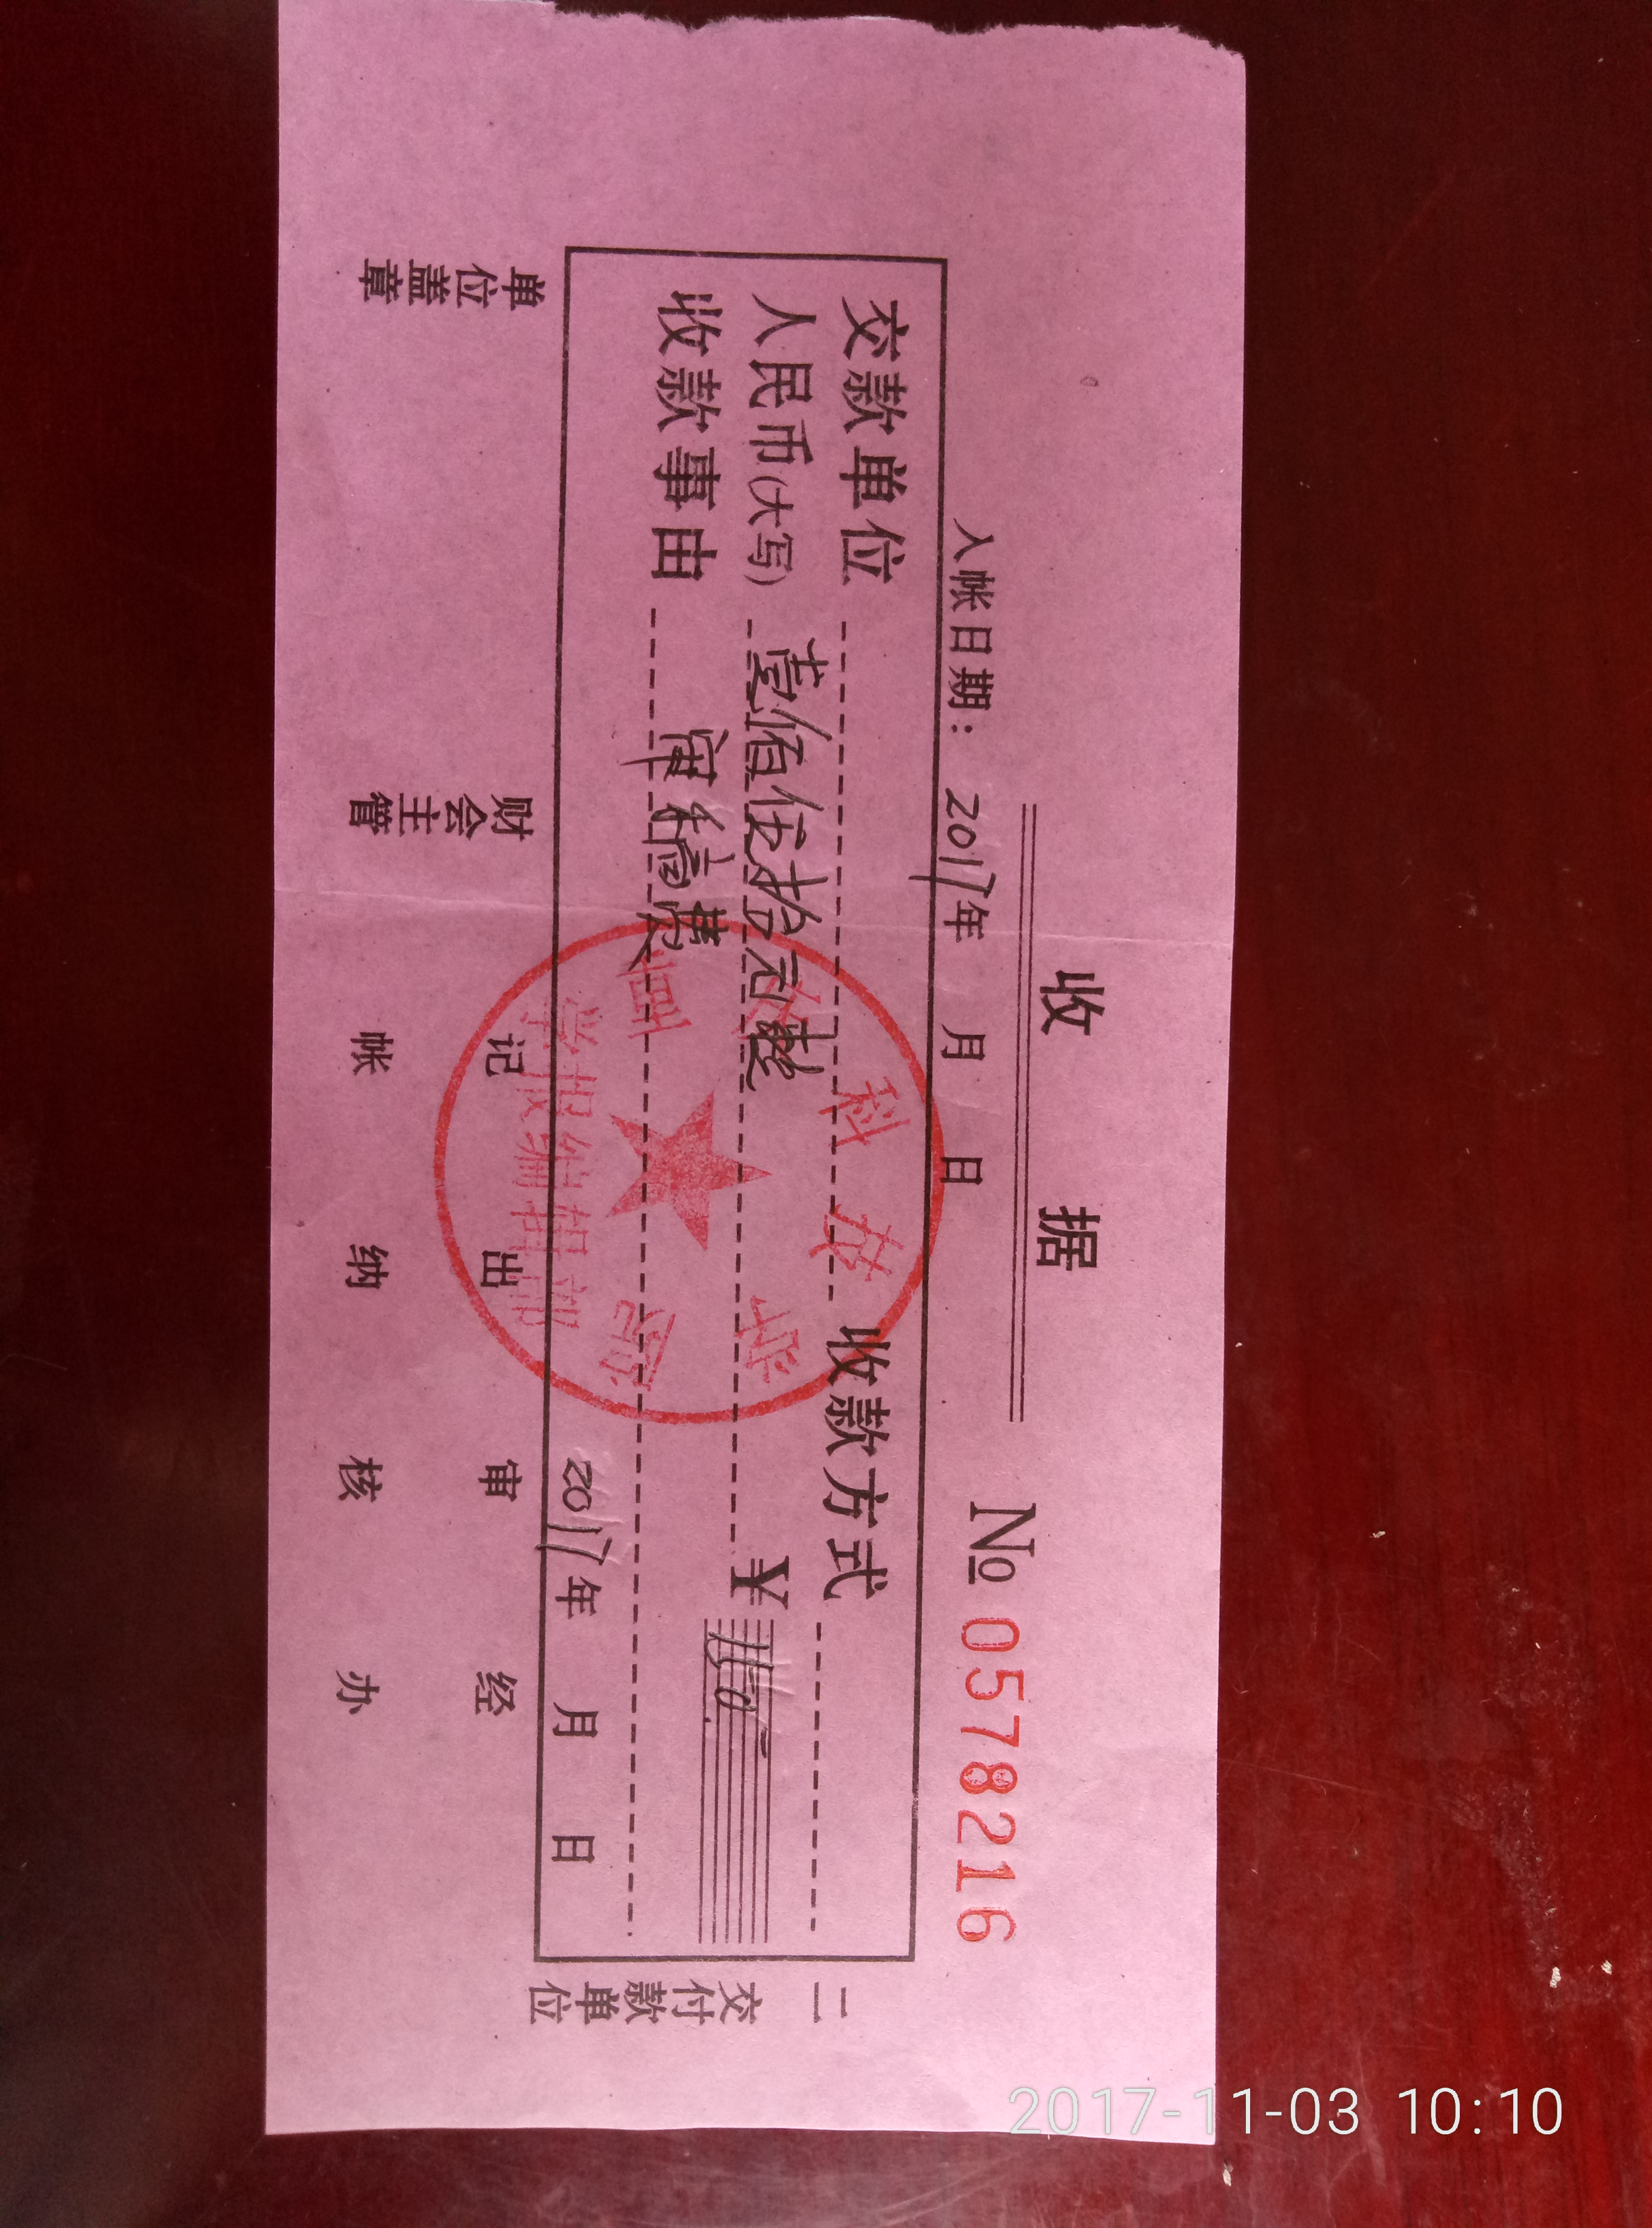 收 据
№ 0578216
入帐日期: 2017年 月 日
交款单位 收款方式
人民币(大写) 壹佰伍拾元整 ¥150
收款事由 审稿费
2017年 月 日
二 交付款单位
单位盖章 财会主管 记帐 出纳 审核 经办
科技学
学报编辑部
2017-11-03 10:10